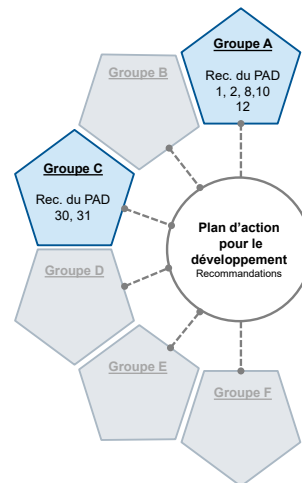 Groupe A
Rec. du PAD
1, 2, 8,10
12
Groupe B
Groupe C
Rec. du PAD
30, 31
Plan d'action
pour le
développement
Recommandations
Groupe D
Groupe E
Groupe F